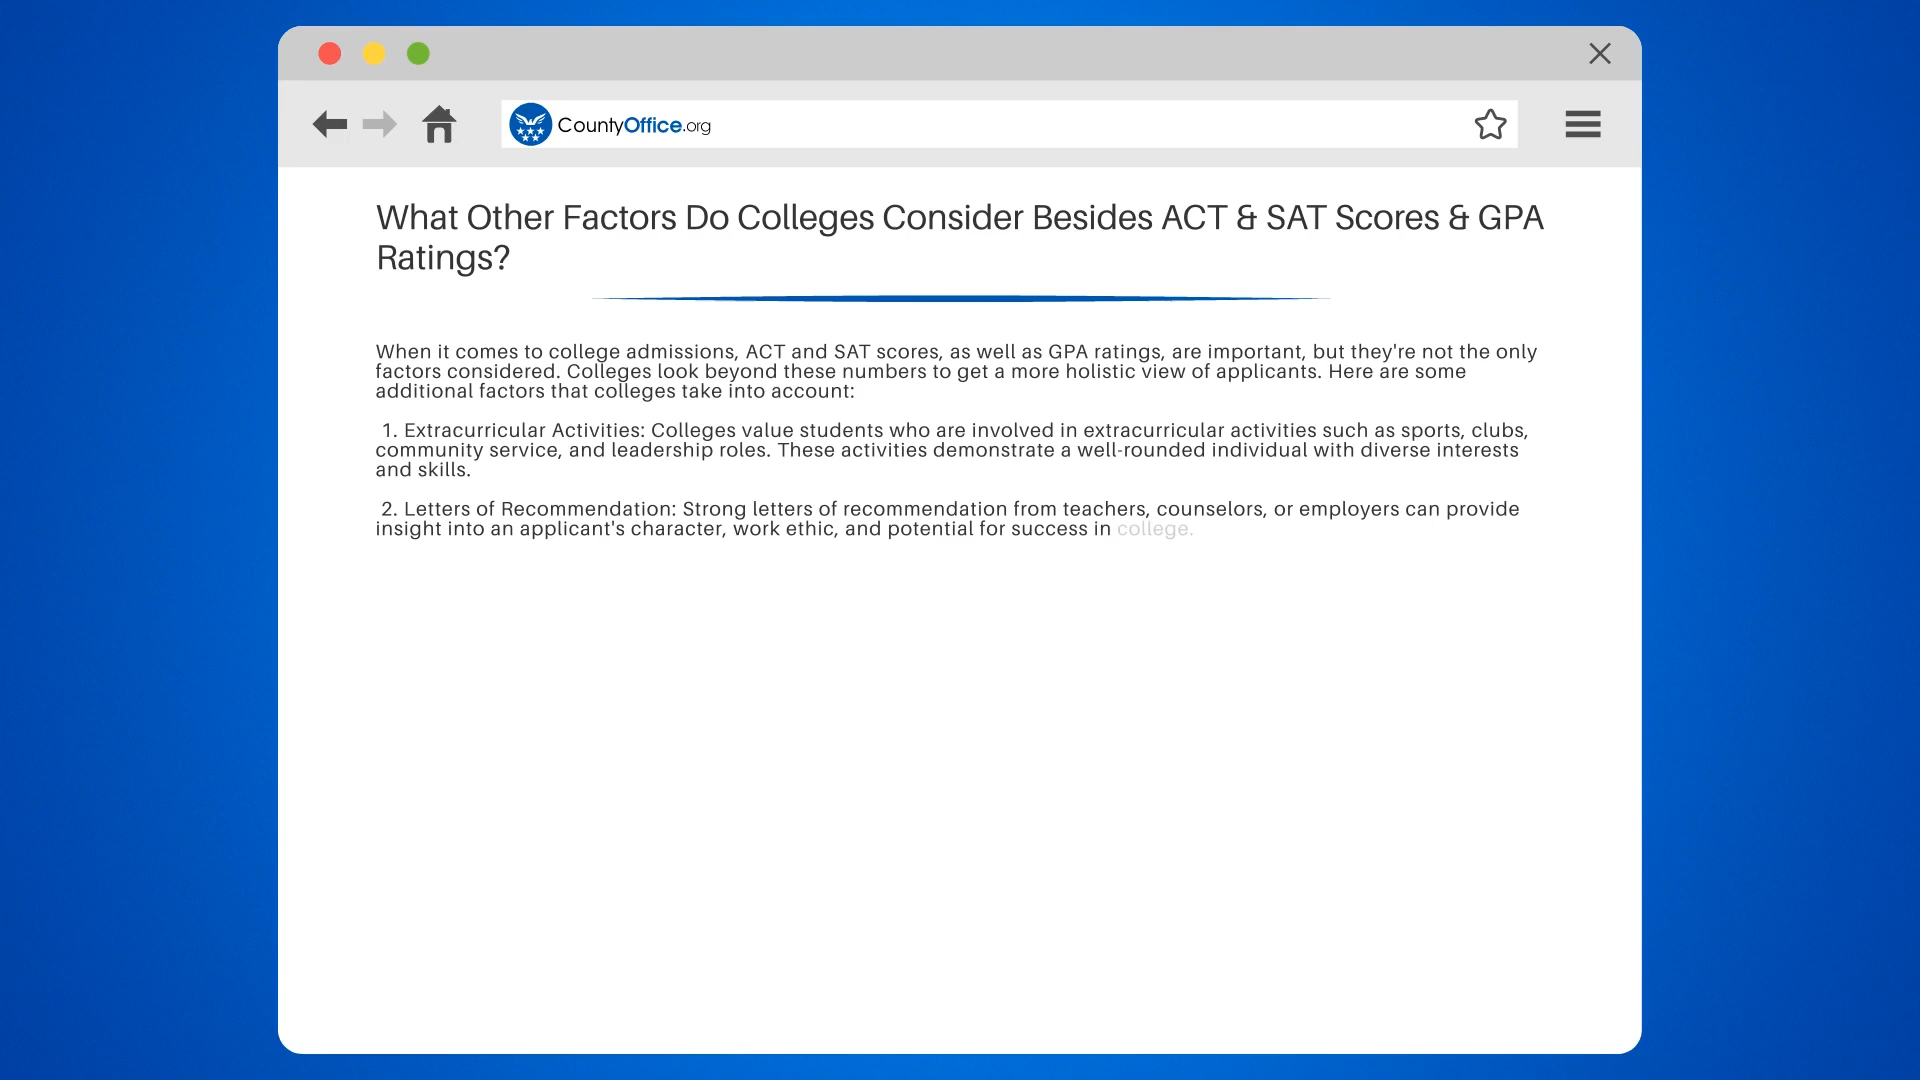 CountyOffice.org
What Other Factors Do Colleges Consider Besides ACT & SAT Scores & GPA
Ratings?
When it comes to college admissions, ACT and SAT scores, as well as GPA ratings, are important, but they're not the only
factors considered. Colleges look beyond these numbers to get a more holistic view of applicants. Here are some
additional factors that colleges take into account:
1. Extracurricular Activities: Colleges value students who are involved in extracurricular activities such as sports, clubs,
community service, and leadership roles. These activities demonstrate a well-rounded individual with diverse interests
and skills.
2. Letters of Recommendation: Strong letters of recommendation from teachers, counselors, or employers can provide
insight into an applicant's character, work ethic, and potential for success in college.